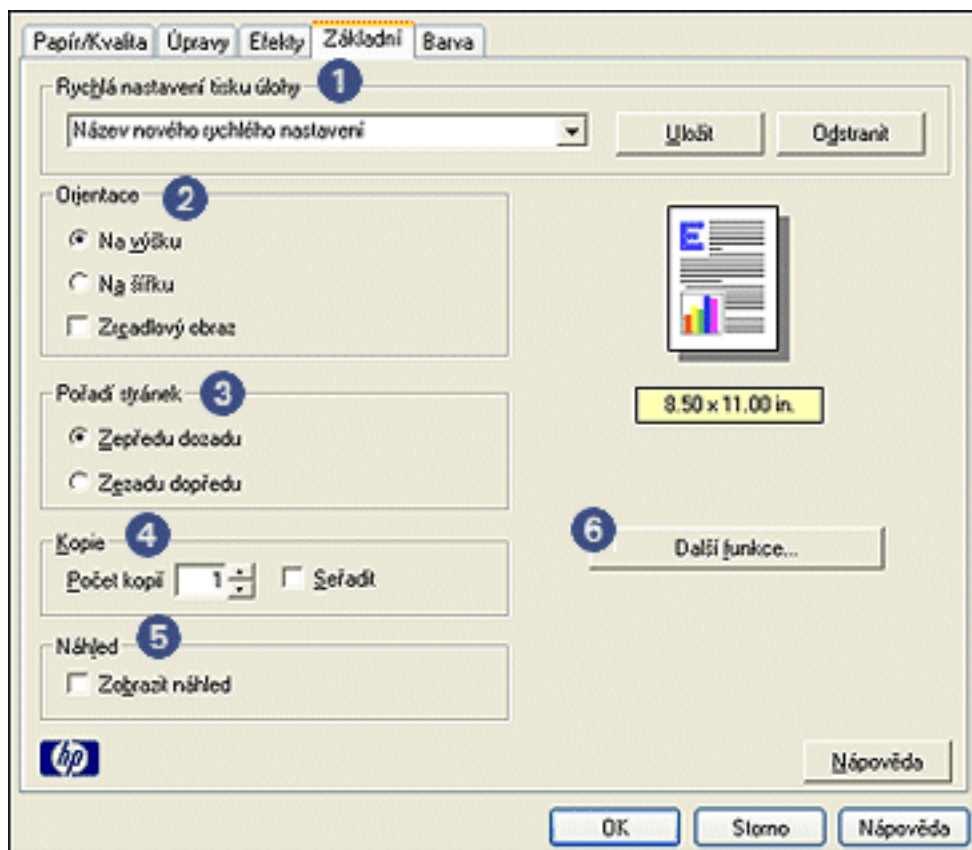 Papír/Kvalita Úpravy Efekty Základní Barva
Rychlá nastavení tisku úlohy 1
Název nového rychlého nastavení Uložit Odstranit
Orientace 2
Na výšku
Na šířku
Zrcadlový obraz
E
Pořadí stránek 3
8.50 x 11.00 in.
Zepředu dozadu
Zezadu dopředu
Kopie 4
6 Další funkce...
Počet kopií 1 Seřadit
Náhled 5
Zobrazit náhled
hp
Nápověda
OK Storno Nápověda